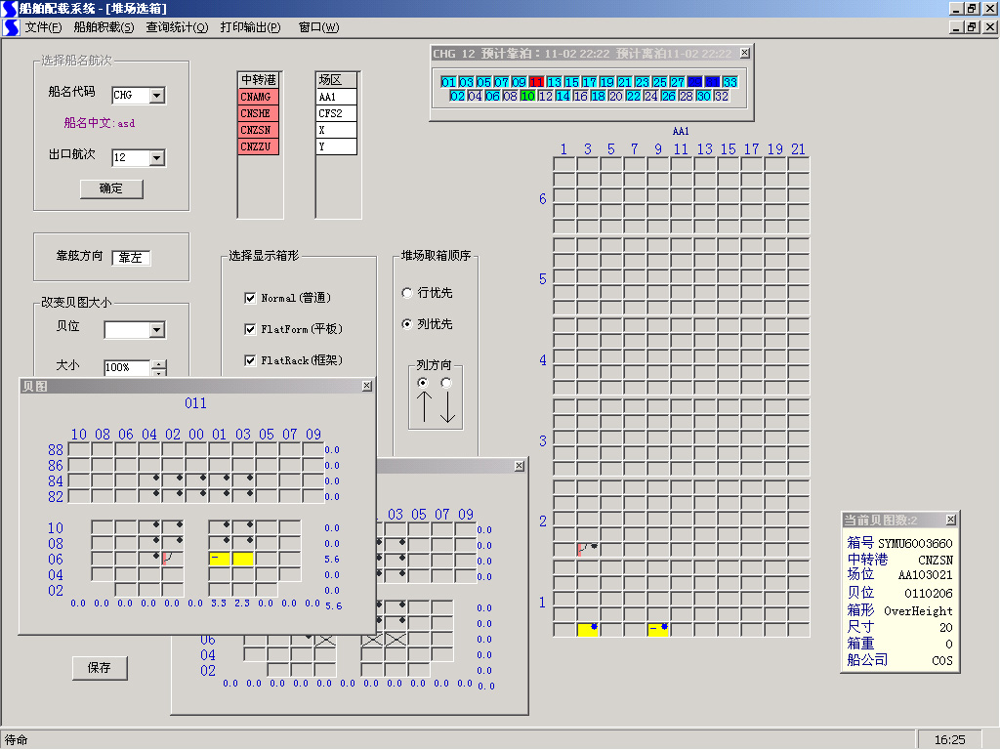 船舶配载系统 - [堆场选箱]
文件(F) 船舶积载(S) 查询统计(Q) 打印输出(P) 窗口(W)
选择船名航次
船名代码 CHG
船名中文:asd
出口航次 12
确定
中转港
CNAMG
CNSHE
CNZSN
CNZZU
场区
AA1
CFS2
X
Y
CHG 12 预计靠泊：11-02 22:22 预计离泊11-02 22:22
01 03 05 07 09 11 13 15 17 19 21 23 25 27 33
02 04 06 08 10 12 14 16 18 20 22 24 26 28 30 32
靠舷方向 靠左
改变贝图大小
贝位
大小 100%
选择显示箱形
Normal(普通)
FlatForm(平板)
FlatRack(框架)
堆场取箱顺序
行优先
列优先
列方向
AA1
1 3 5 7 9 11 13 15 17 19 21
6
5
4
3
2
1
贝图
011
10 08 06 04 02 00 01 03 05 07 09
88 0.0
86 0.0
84 0.0
82 0.0
10 0.0
08 0.0
06 5.6
04 0.0
02 0.0
0.0 0.0 0.0 0.0 0.0 0.0 3.3 2.3 0.0 0.0 0.0 5.6
03 05 07 09
0.0
0.0
0.0
0.0
0.0
0.0
06 0.0
04 0.0
02 0.0
0.0 0.0 0.0 0.0 0.0 0.0 0.0 0.0 0.0 0.0 0.0 0.0
保存
当前贝图数:2
箱号 SYMU6003660
中转港 CNZSN
场位 AA103021
贝位 0110206
箱形 OverHeight
尺寸 20
箱重 0
船公司 COS
待命
16:25